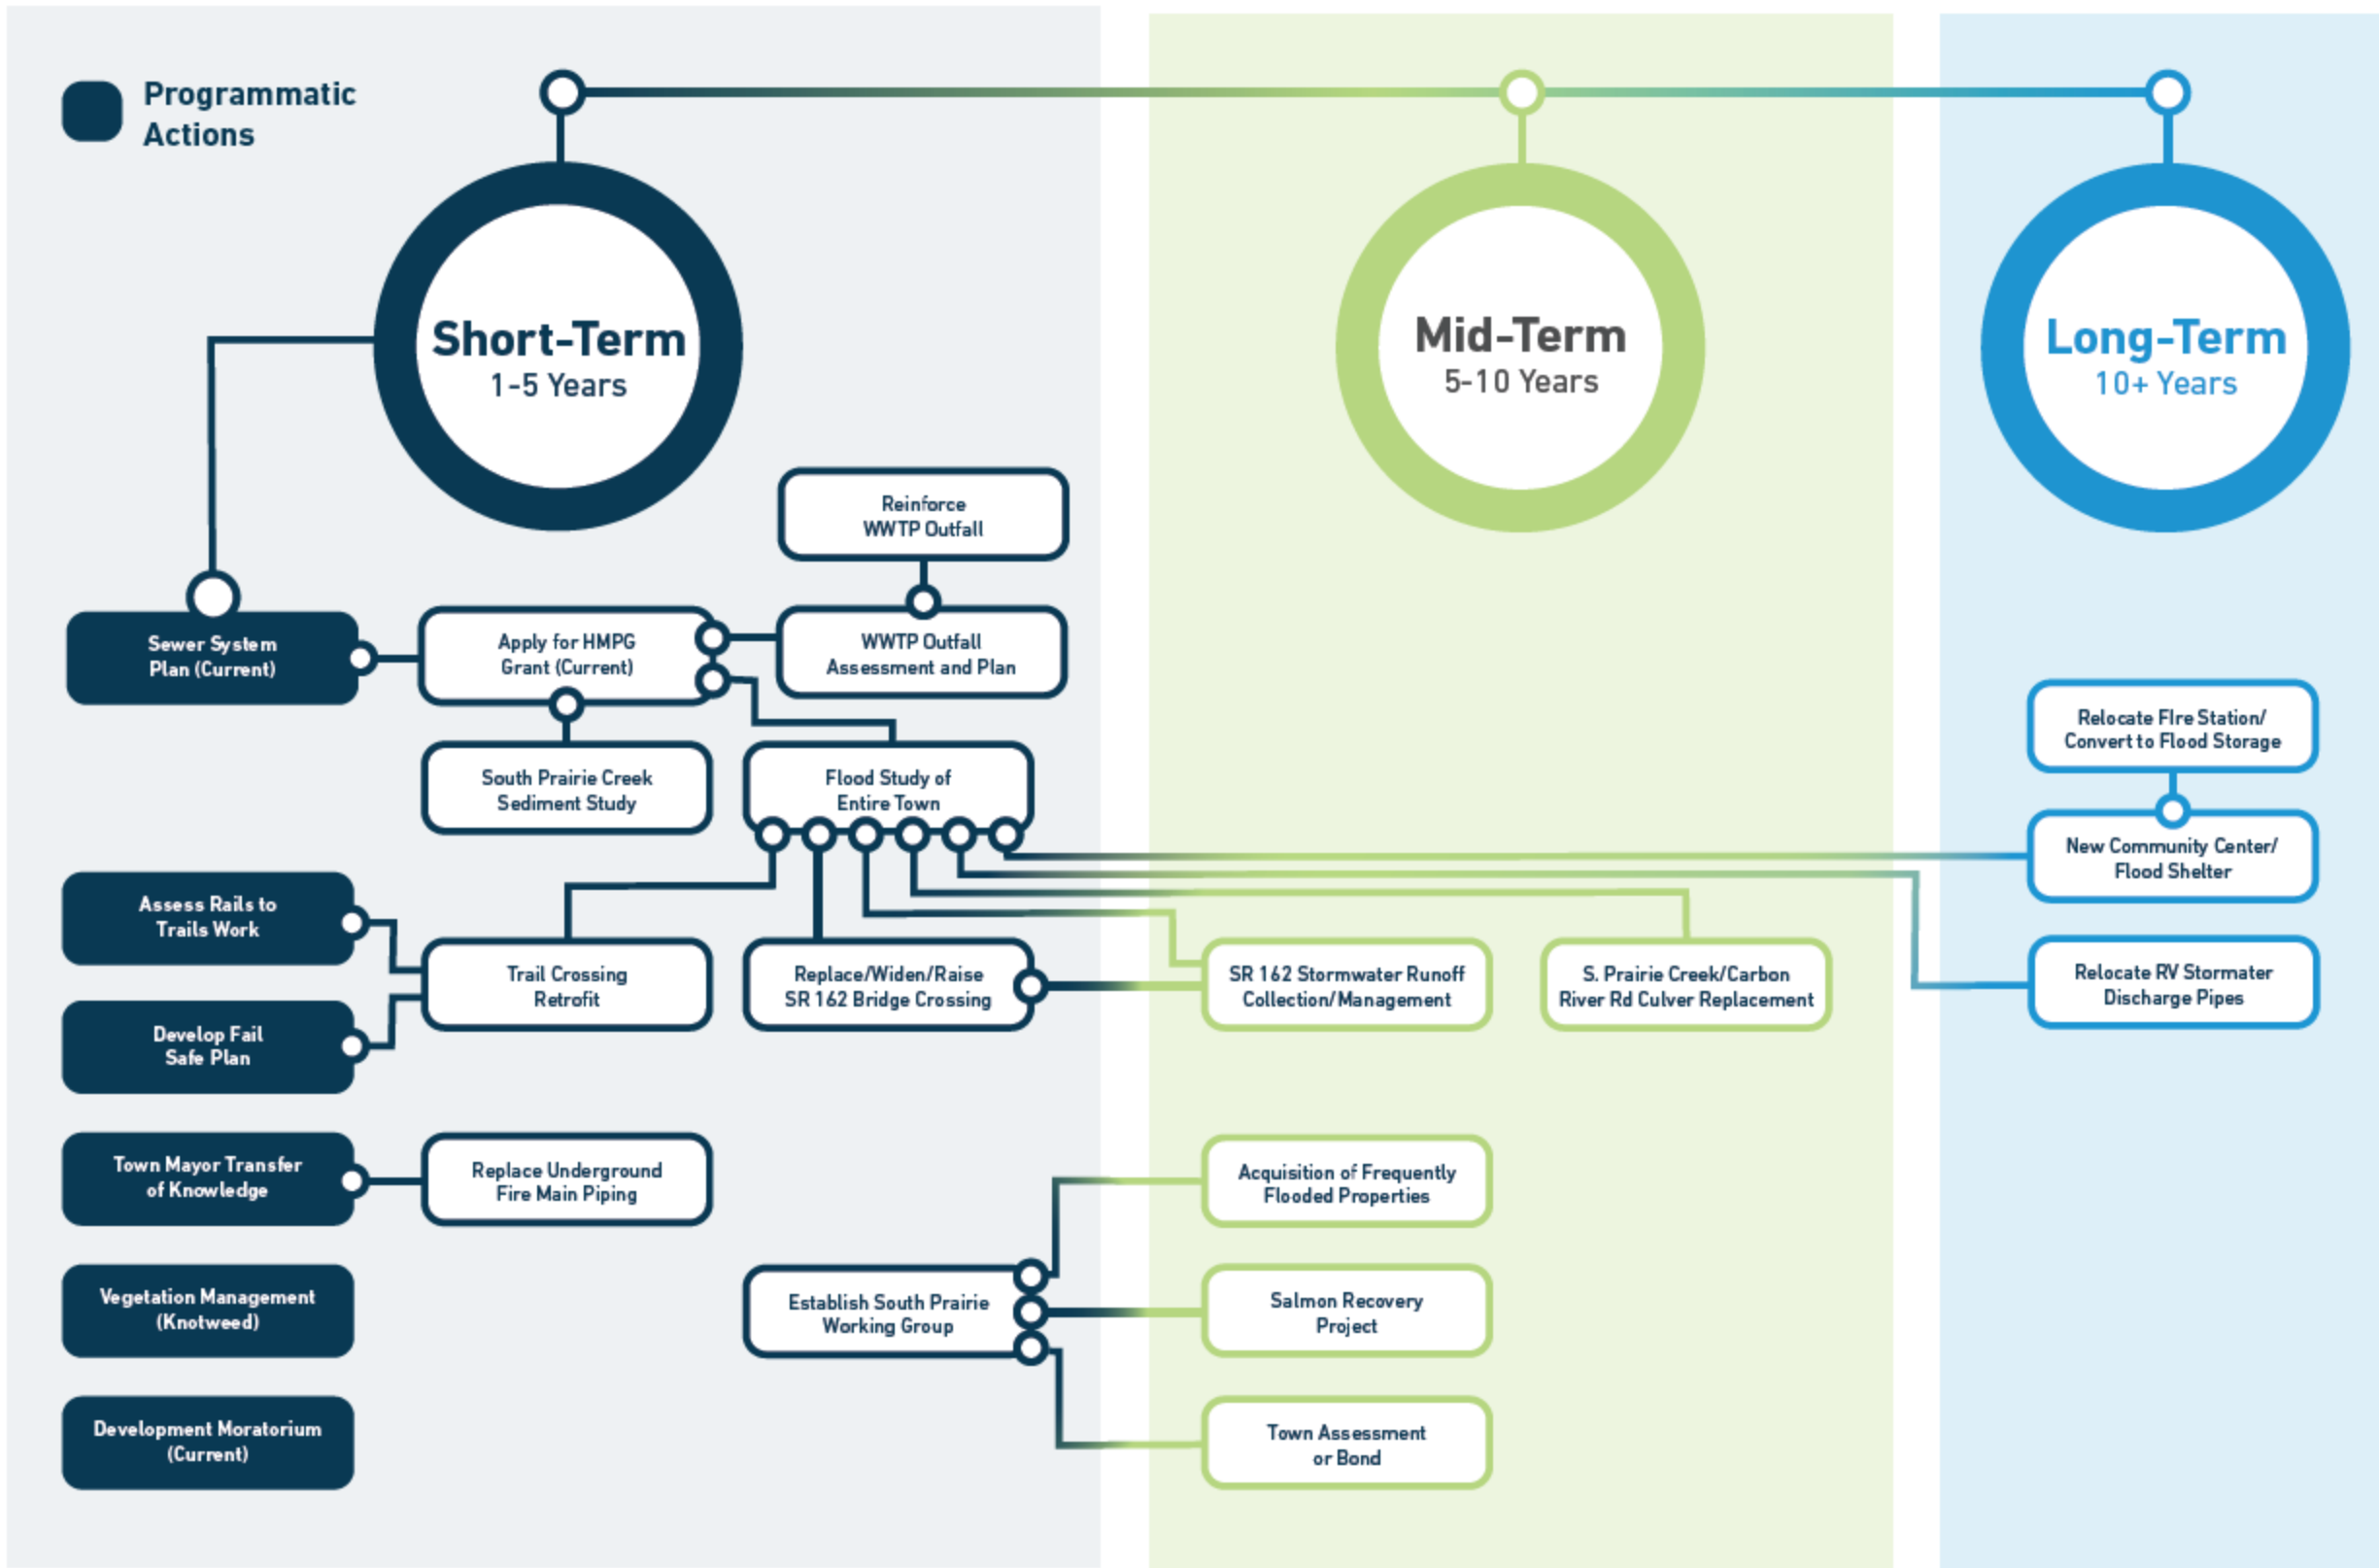 Programmatic
Actions
Short-Term
1-5 Years
Mid-Term
5-10 Years
Long-Term
10+ Years
Reinforce
WWTP Outfall
Sewer System
Plan (Current)
Apply for HMPG
Grant (Current)
WWTP Outfall
Assessment and Plan
South Prairie Creek
Sediment Study
Flood Study of
Entire Town
Relocate FIre Station/
Convert to Flood Storage
New Community Center/
Flood Shelter
Assess Rails to
Trails Work
Trail Crossing
Retrofit
Replace/Widen/Raise
SR 162 Bridge Crossing
SR 162 Stormwater Runoff
Collection/Management
S. Prairie Creek/Carbon
River Rd Culver Replacement
Relocate RV Stormater
Discharge Pipes
Develop Fail
Safe Plan
Town Mayor Transfer
of Knowledge
Replace Underground
Fire Main Piping
Acquisition of Frequently
Flooded Properties
Vegetation Management
(Knotweed)
Establish South Prairie
Working Group
Salmon Recovery
Project
Development Moratorium
(Current)
Town Assessment
or Bond